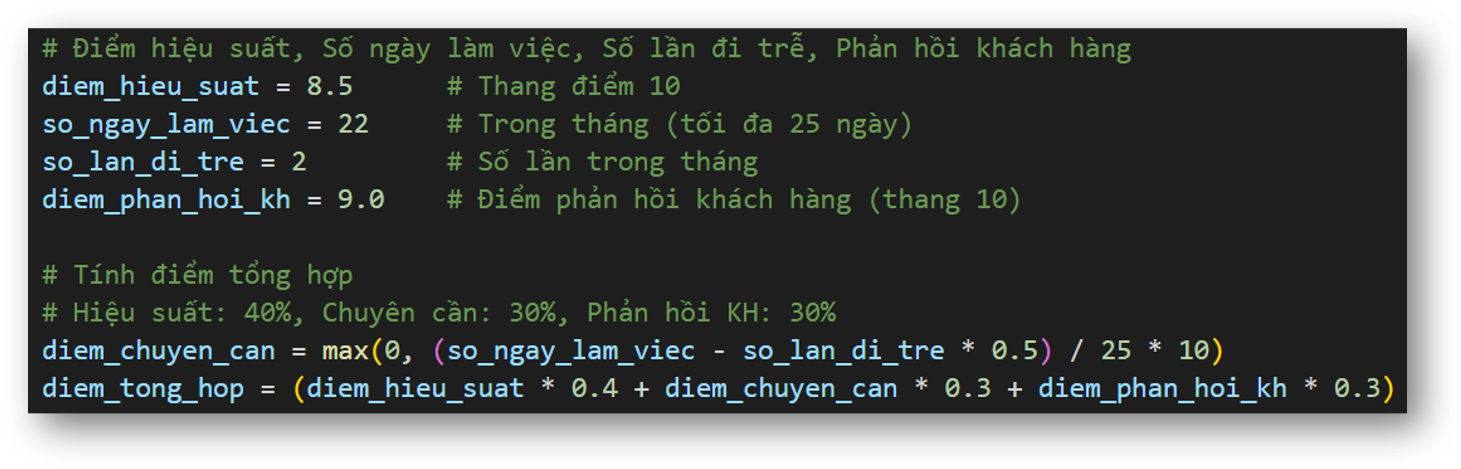 # Điểm hiệu suất, Số ngày làm việc, Số lần đi trễ, Phản hồi khách hàng
diem_hieu_suat = 8.5      # Thang điểm 10
so_ngay_lam_viec = 22     # Trong tháng (tối đa 25 ngày)
so_lan_di_tre = 2         # Số lần trong tháng
diem_phan_hoi_kh = 9.0    # Điểm phản hồi khách hàng (thang 10)
# Tính điểm tổng hợp
# Hiệu suất: 40%, Chuyên cần: 30%, Phản hồi KH: 30%
diem_chuyen_can = max(0, (so_ngay_lam_viec - so_lan_di_tre * 0.5) / 25 * 10)
diem_tong_hop = (diem_hieu_suat * 0.4 + diem_chuyen_can * 0.3 + diem_phan_hoi_kh * 0.3)